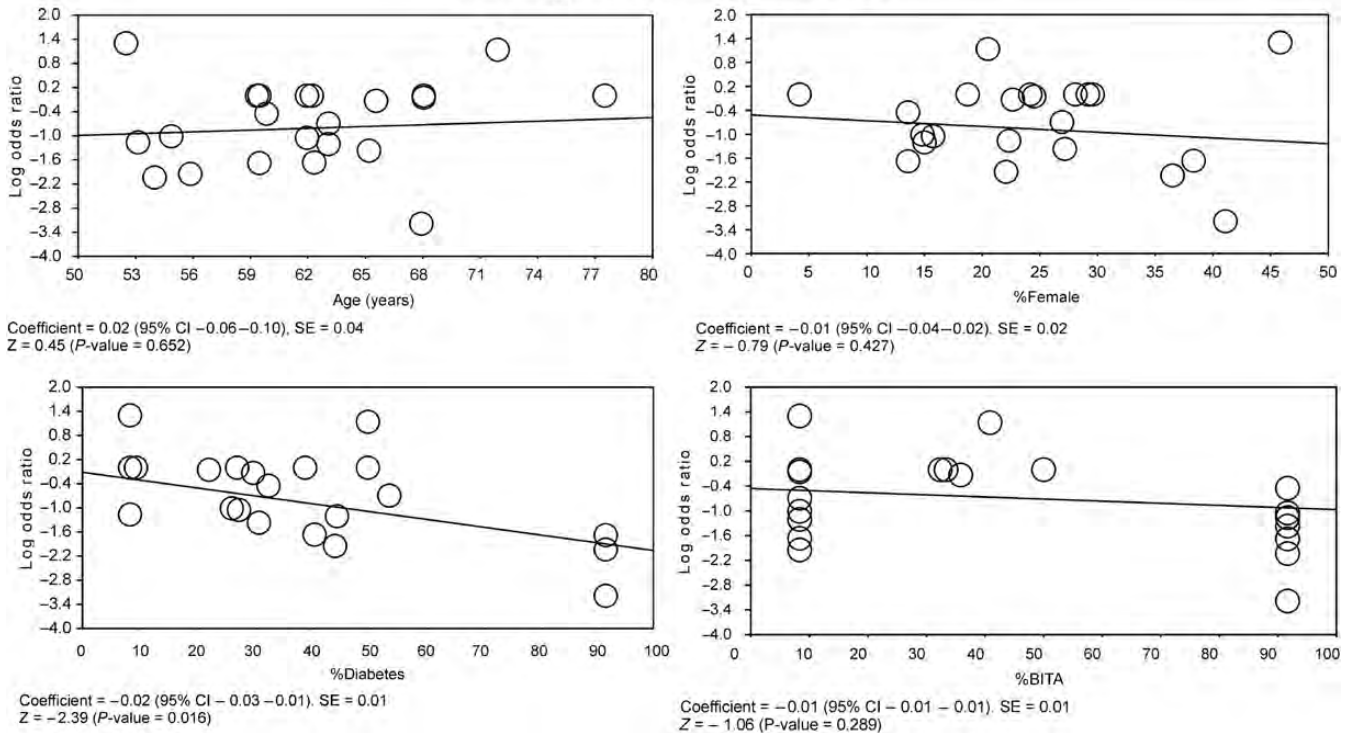 2.0
1.4
0.8
0.2
−0.4
−1.0
−1.6
−2.2
−2.8
−3.4
−4.0
Log odds ratio
50 53 56 59 62 65 68 71 74 77 80
Age (years)
Coefficient = 0.02 (95% CI −0.06−0.10), SE = 0.04
Z = 0.45 (P-value = 0.652)
2.0
1.4
0.8
0.2
−0.4
−1.0
−1.6
−2.2
−2.8
−3.4
−4.0
Log odds ratio
0 5 10 15 20 25 30 35 40 45 50
%Female
Coefficient = −0.01 (95% CI −0.04−0.02). SE = 0.02
Z = − 0.79 (P-value = 0.427)
2.0
1.4
0.8
0.2
−0.4
−1.0
−1.6
−2.2
−2.8
−3.4
−4.0
Log odds ratio
0 10 20 30 40 50 60 70 80 90 100
%Diabetes
Coefficient = −0.02 (95% CI − 0.03 −0.01). SE = 0.01
Z = −2.39 (P-value = 0.016)
2.0
1.4
0.8
0.2
−0.4
−1.0
−1.6
−2.2
−2.8
−3.4
−4.0
Log odds ratio
0 10 20 30 40 50 60 70 80 90 100
%BITA
Coefficient = −0.01 (95% CI − 0.01 − 0.01). SE = 0.01
Z = − 1.06 (P-value = 0.289)